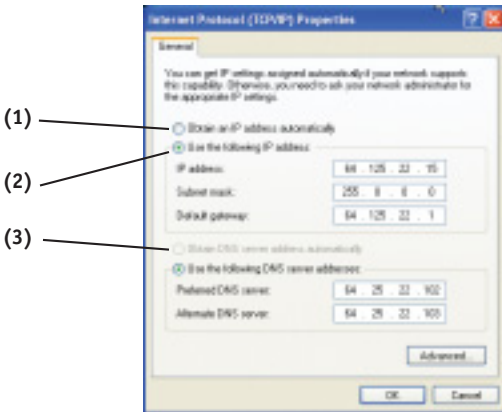 Internet Protocol (TCP/IP) Properties
General
You can get IP settings assigned automatically if your network supports
this capability. Otherwise, you need to ask your network administrator for
the appropriate IP settings.
(1)
Obtain an IP address automatically
(2)
Use the following IP address:
IP address: 64 . 125 . 22 . 15
Subnet mask: 255 . 0 . 0 . 0
Default gateway: 64 . 125 . 22 . 1
(3)
Obtain DNS server address automatically
Use the following DNS server addresses:
Preferred DNS server: 64 . 25 . 22 . 102
Alternate DNS server: 64 . 25 . 22 . 103
Advanced...
OK Cancel